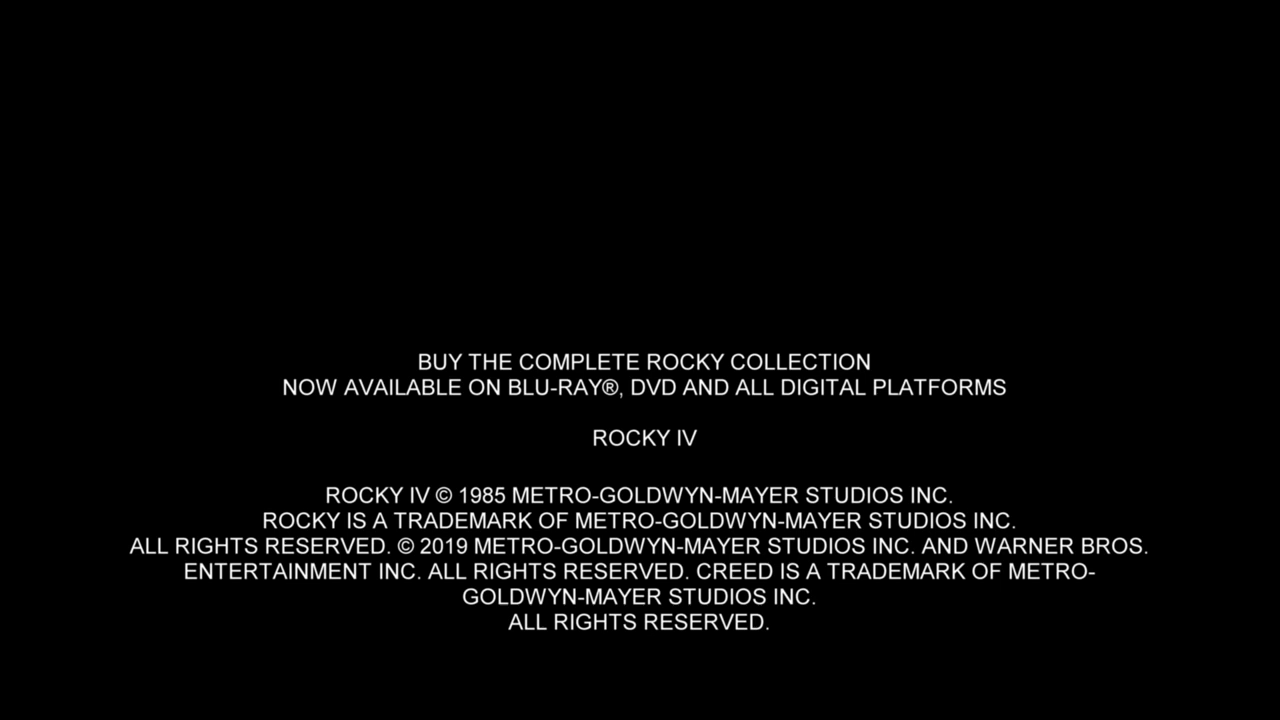 BUY THE COMPLETE ROCKY COLLECTION
NOW AVAILABLE ON BLU-RAY®, DVD AND ALL DIGITAL PLATFORMS
ROCKY IV
ROCKY IV © 1985 METRO-GOLDWYN-MAYER STUDIOS INC.
ROCKY IS A TRADEMARK OF METRO-GOLDWYN-MAYER STUDIOS INC.
ALL RIGHTS RESERVED. © 2019 METRO-GOLDWYN-MAYER STUDIOS INC. AND WARNER BROS.
ENTERTAINMENT INC. ALL RIGHTS RESERVED. CREED IS A TRADEMARK OF METRO-
GOLDWYN-MAYER STUDIOS INC.
ALL RIGHTS RESERVED.